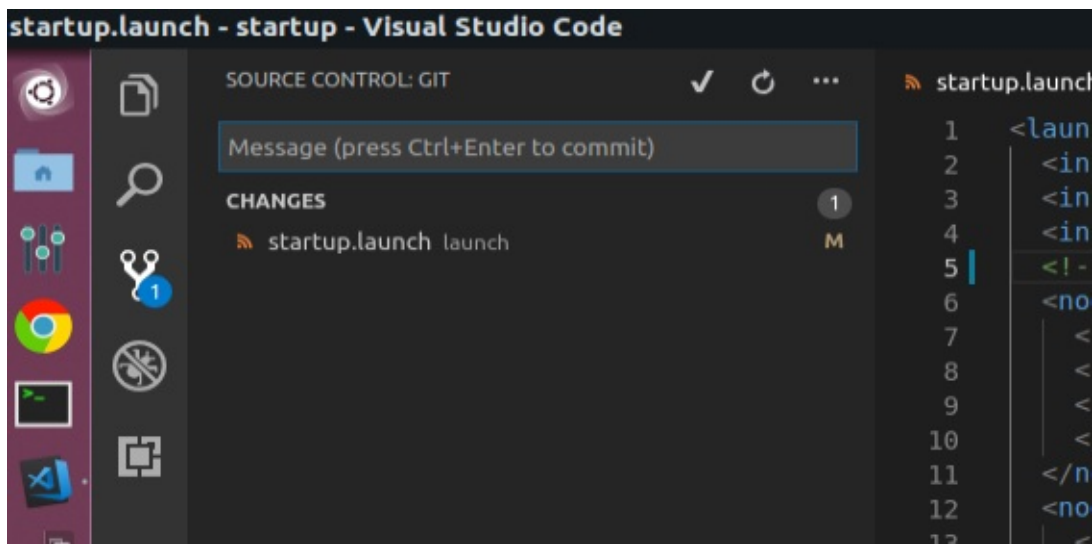 startup.launch - startup - Visual Studio Code
SOURCE CONTROL: GIT
Message (press Ctrl+Enter to commit)
CHANGES 1
startup.launch launch M
1
startup.launch
1 <laun
2 <in
3 <in
4 <in
5 <!-
6 <no
7 <
8 <
9 <
10 <
11 </n
12 <no
13 <